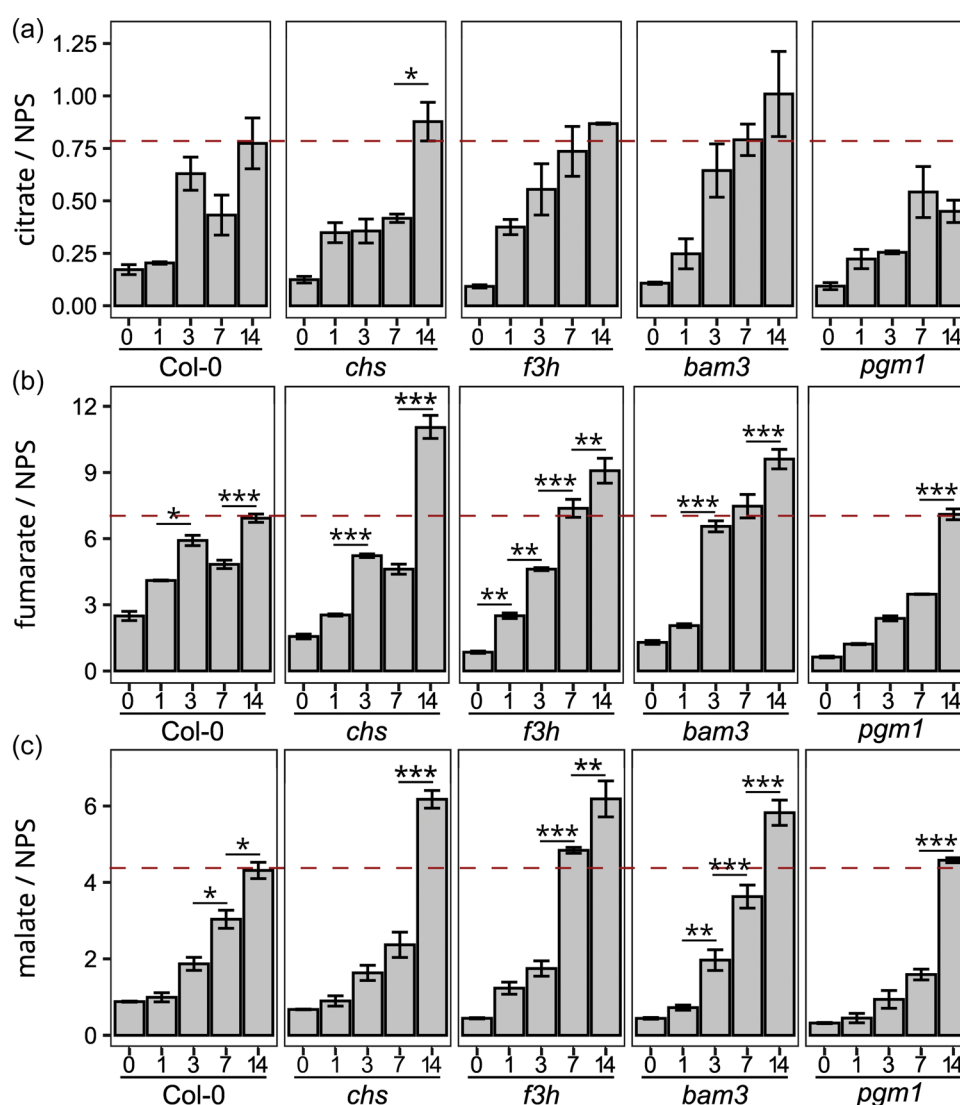 (a)
citrate / NPS
1.25
1.00
0.75
0.50
0.25
0.00
*
0 1 3 7 14 0 1 3 7 14 0 1 3 7 14 0 1 3 7 14 0 1 3 7 14
Col-0 chs f3h bam3 pgm1
(b)
fumarate / NPS
12
9
6
3
0
* *** *** *** ** ** *** ** *** *** ***
0 1 3 7 14 0 1 3 7 14 0 1 3 7 14 0 1 3 7 14 0 1 3 7 14
Col-0 chs f3h bam3 pgm1
(c)
malate / NPS
6
4
2
0
* * *** *** ** ** *** *** ***
0 1 3 7 14 0 1 3 7 14 0 1 3 7 14 0 1 3 7 14 0 1 3 7 14
Col-0 chs f3h bam3 pgm1